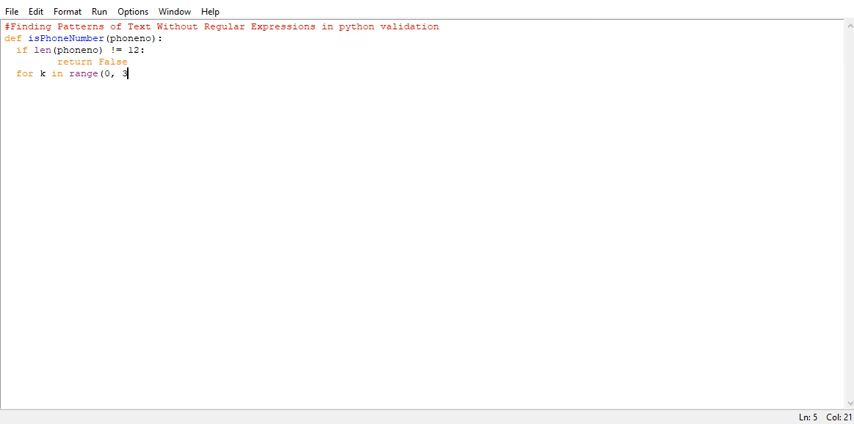 File Edit Format Run Options Window Help
#Finding Patterns of Text Without Regular Expressions in python validation
def isPhoneNumber(phoneno):
  if len(phoneno) != 12:
         return False
  for k in range(0, 3
Ln: 5 Col: 21